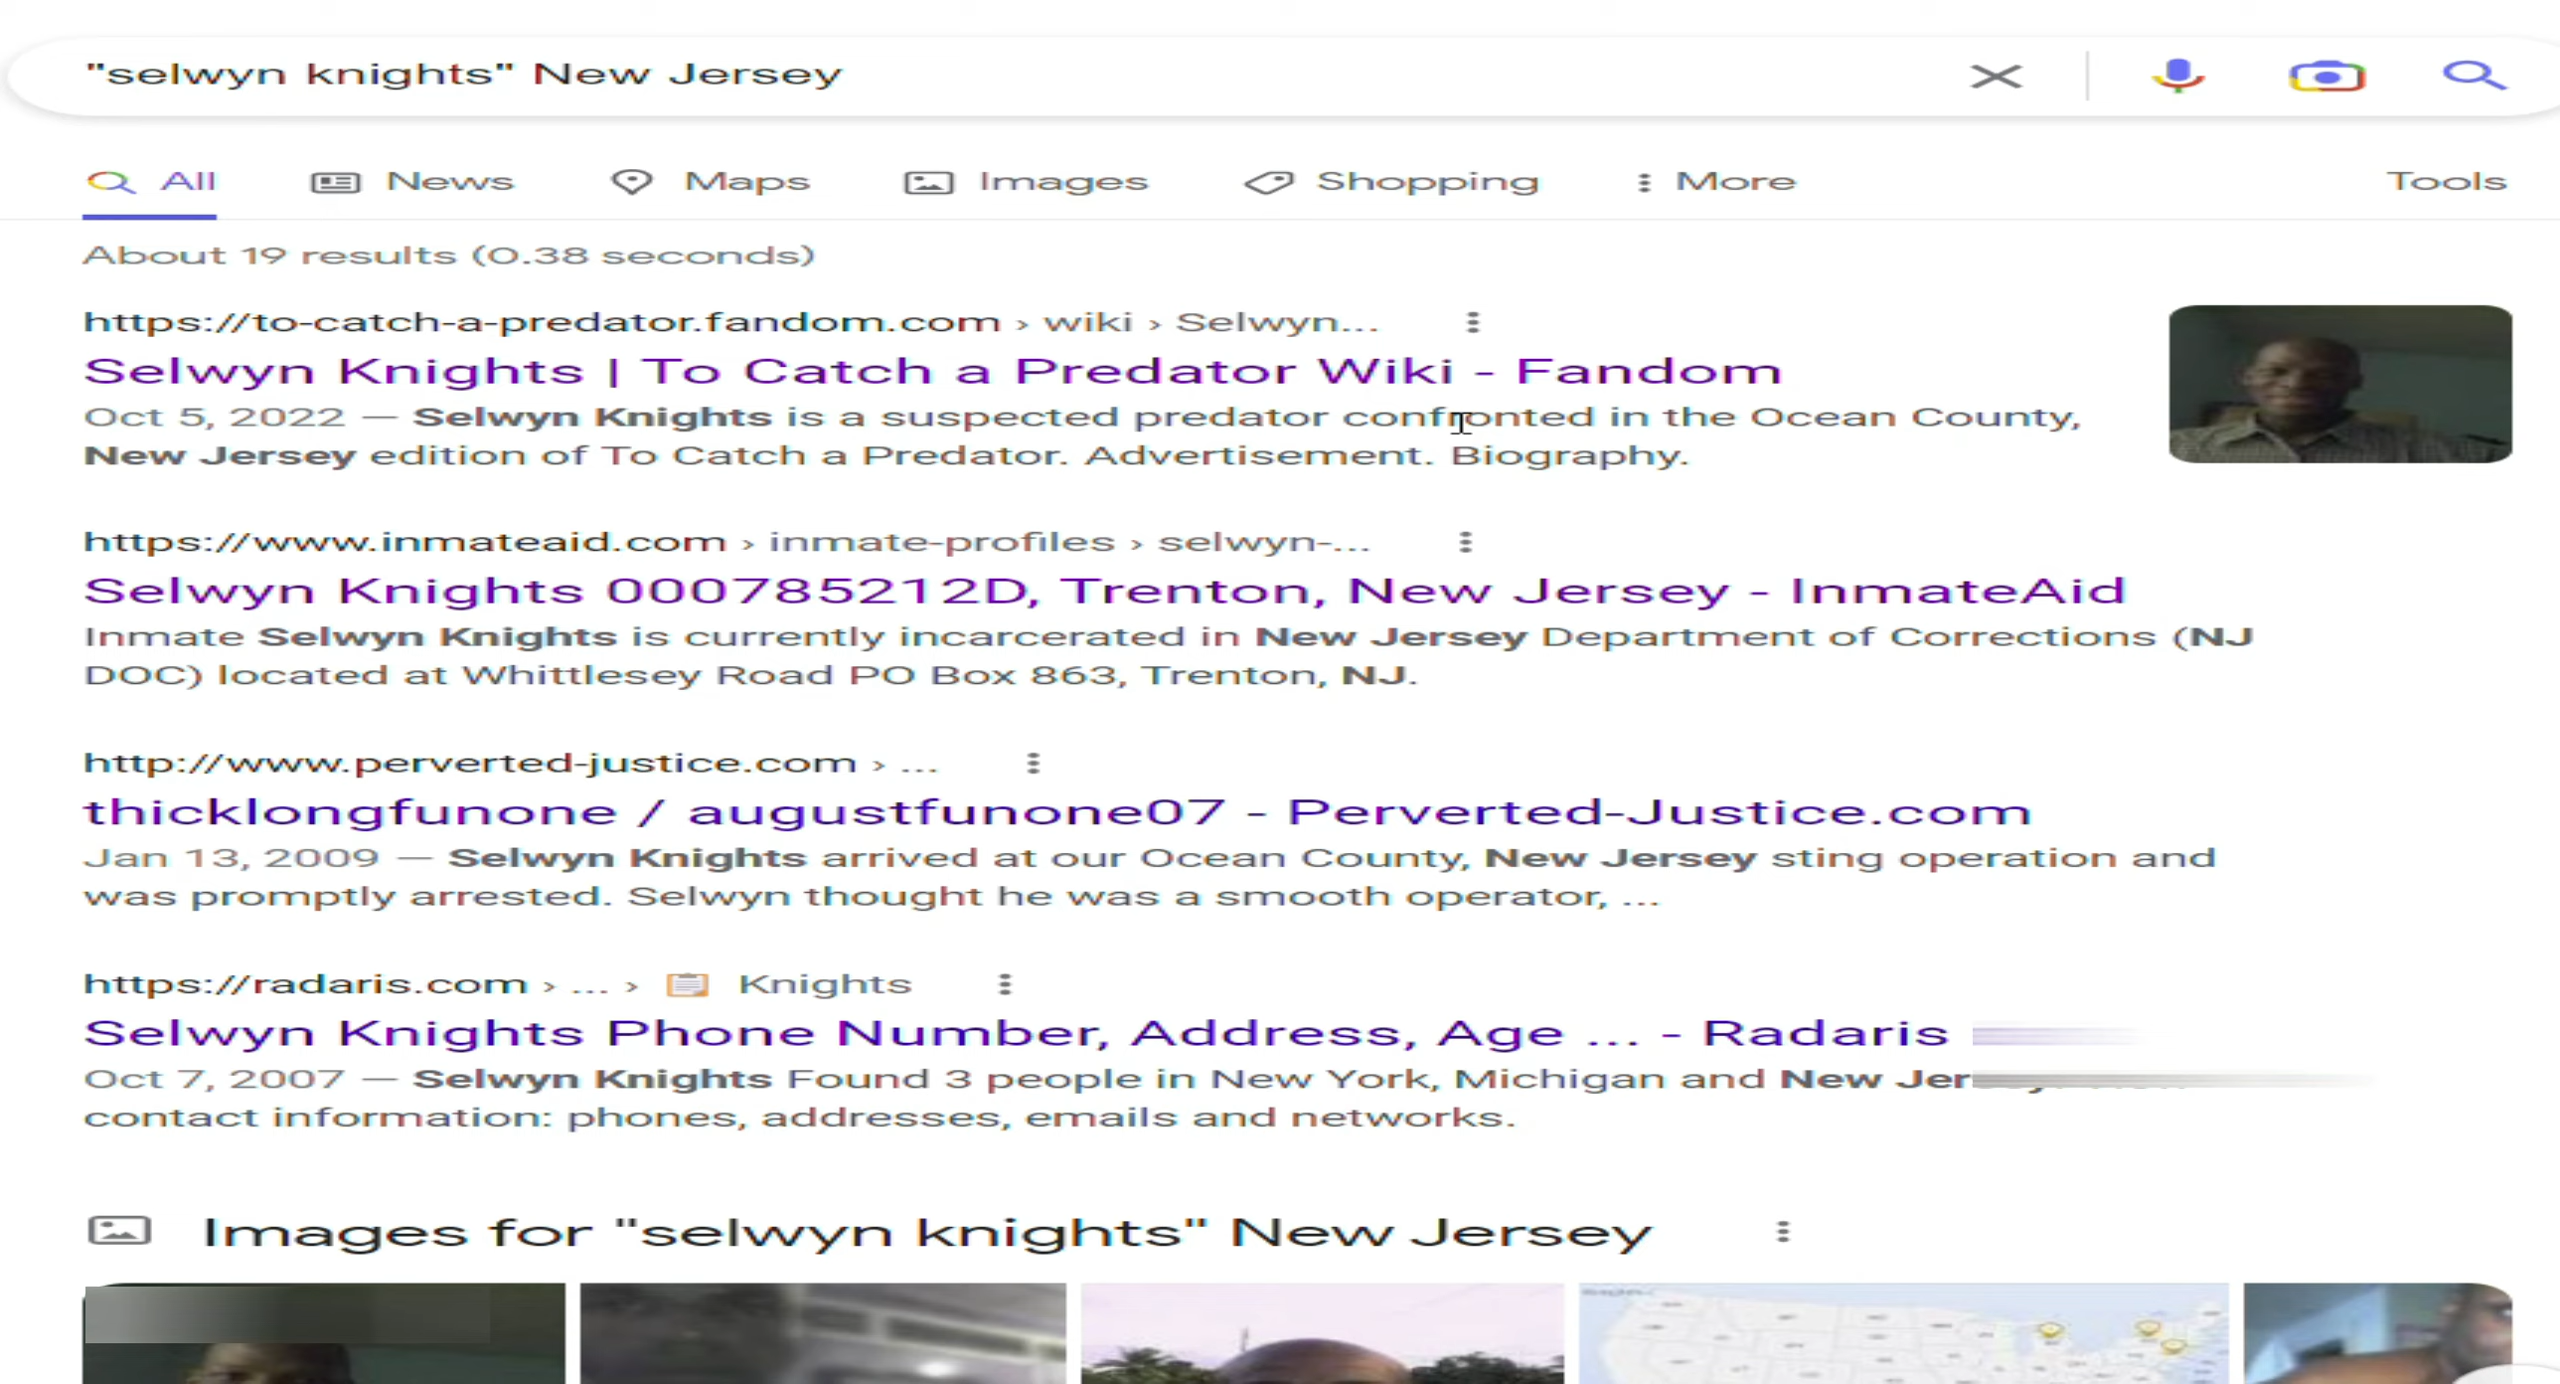 "selwyn knights" New Jersey
All News Maps Images Shopping More Tools
About 19 results (0.38 seconds)
https://to-catch-a-predator.fandom.com › wiki › Selwyn...
Selwyn Knights | To Catch a Predator Wiki - Fandom
Oct 5, 2022 — Selwyn Knights is a suspected predator confronted in the Ocean County,
New Jersey edition of To Catch a Predator. Advertisement. Biography.
https://www.inmateaid.com › inmate-profiles › selwyn-...
Selwyn Knights 000785212D, Trenton, New Jersey - InmateAid
Inmate Selwyn Knights is currently incarcerated in New Jersey Department of Corrections (NJ
DOC) located at Whittlesey Road PO Box 863, Trenton, NJ.
http://www.perverted-justice.com › ...
thicklongfunone / augustfunone07 - Perverted-Justice.com
Jan 13, 2009 — Selwyn Knights arrived at our Ocean County, New Jersey sting operation and
was promptly arrested. Selwyn thought he was a smooth operator, ...
https://radaris.com › ... › Knights
Selwyn Knights Phone Number, Address, Age ... - Radaris
Oct 7, 2007 — Selwyn Knights Found 3 people in New York, Michigan and New
contact information: phones, addresses, emails and networks.
Images for "selwyn knights" New Jersey